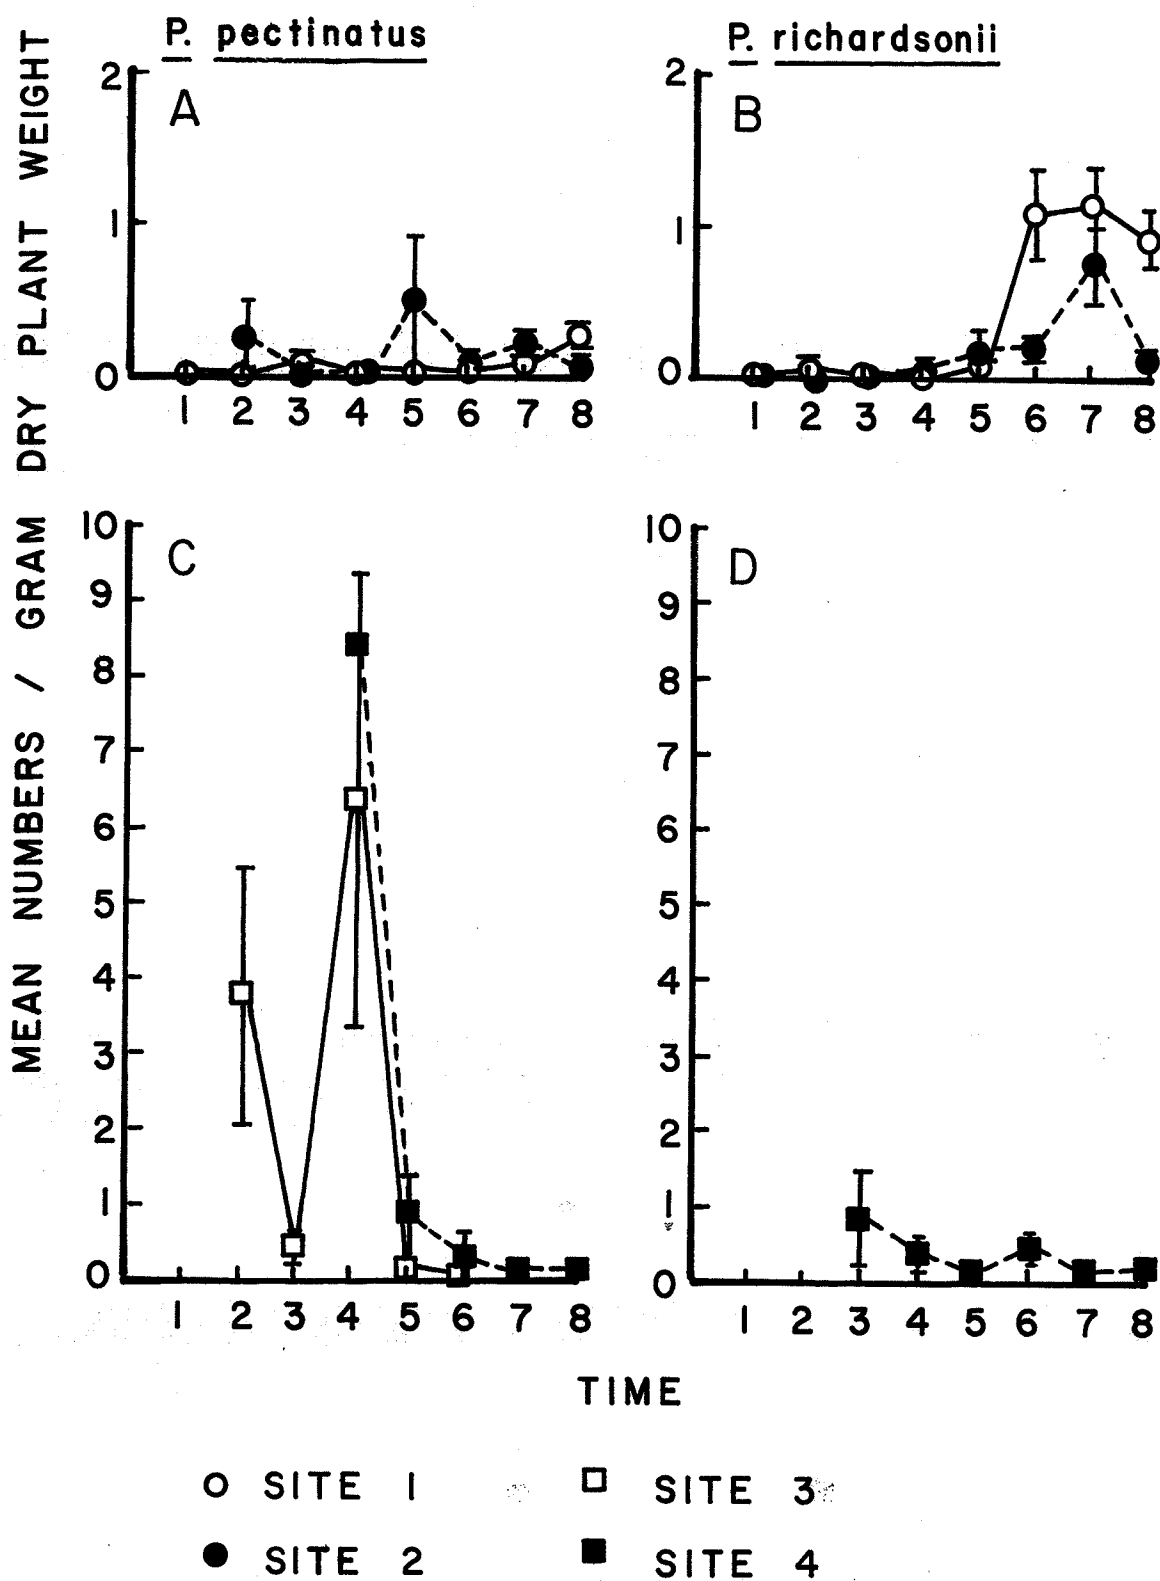 P. pectinatus
P. richardsonii
MEAN NUMBERS / GRAM DRY PLANT WEIGHT
A
2
1
0
1 2 3 4 5 6 7 8
B
2
1
0
1 2 3 4 5 6 7 8
C
10
9
8
7
6
5
4
3
2
1
0
1 2 3 4 5 6 7 8
D
10
9
8
7
6
5
4
3
2
1
0
1 2 3 4 5 6 7 8
TIME
SITE 1
SITE 3
SITE 2
SITE 4